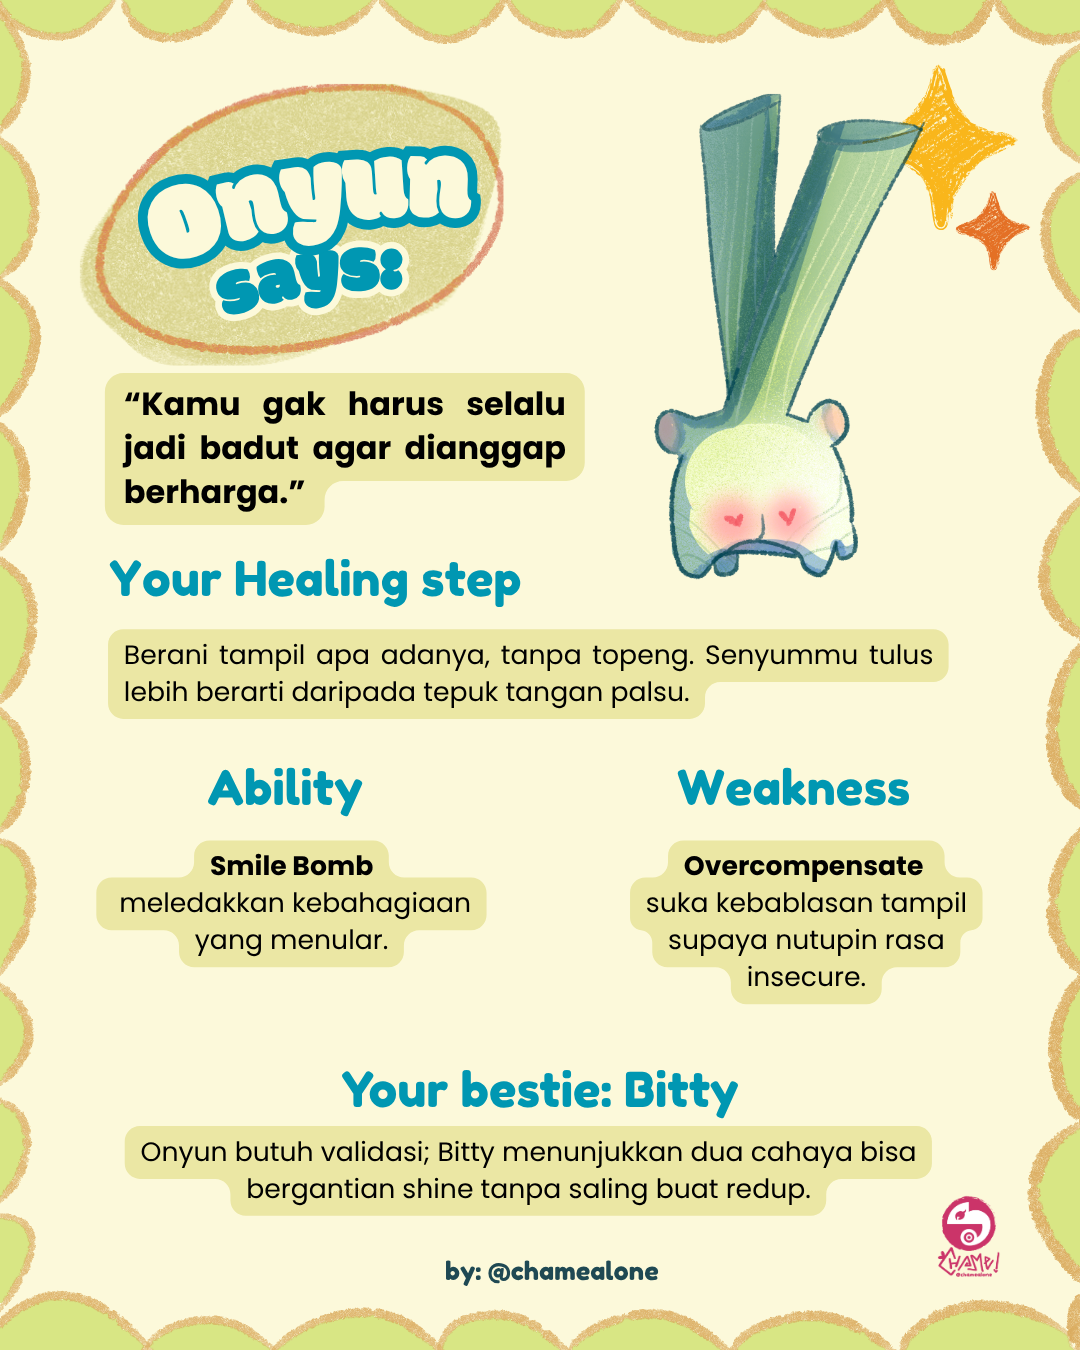 Onyun
says:
“Kamu gak harus selalu
jadi badut agar dianggap
berharga.”
Your Healing step
Berani tampil apa adanya, tanpa topeng. Senyummu tulus
lebih berarti daripada tepuk tangan palsu.
Ability
Smile Bomb
meledakkan kebahagiaan
yang menular.
Weakness
Overcompensate
suka kebablasan tampil
supaya nutupin rasa
insecure.
Your bestie: Bitty
Onyun butuh validasi; Bitty menunjukkan dua cahaya bisa
bergantian shine tanpa saling buat redup.
by: @chamealone
CHAME!
@chamealone